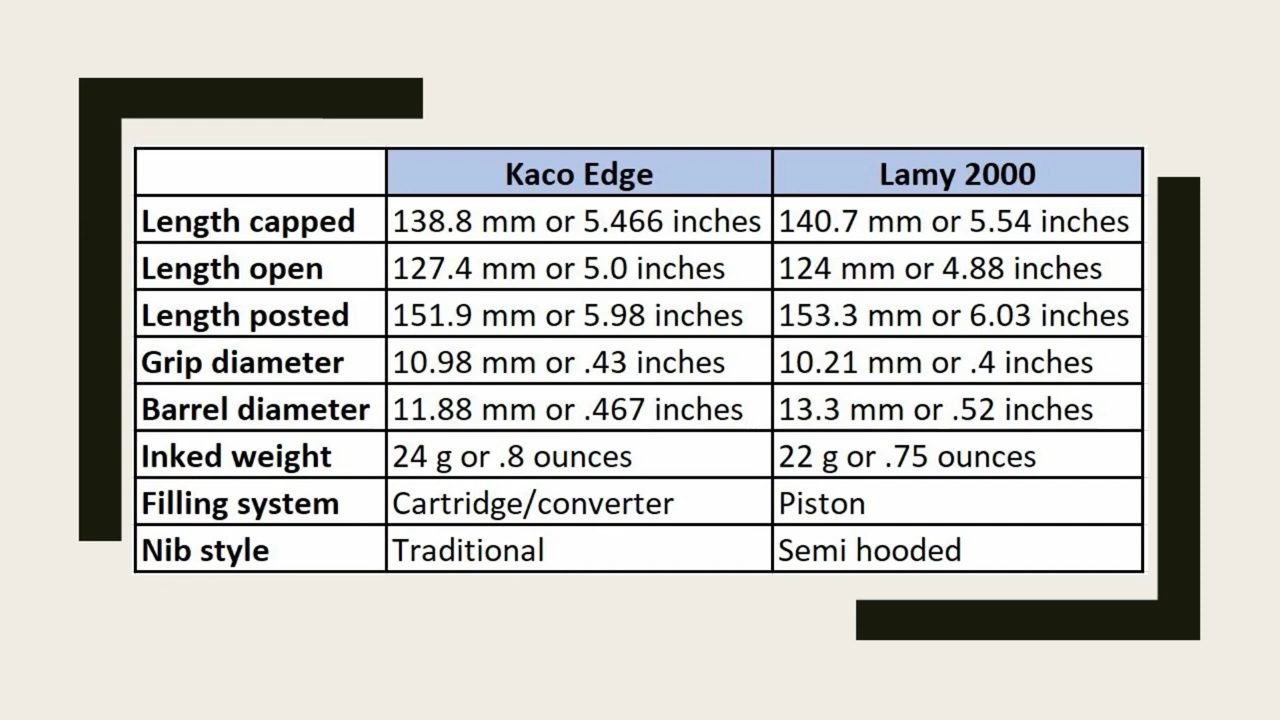 Kaco Edge Lamy 2000
Length capped 138.8 mm or 5.466 inches 140.7 mm or 5.54 inches
Length open 127.4 mm or 5.0 inches 124 mm or 4.88 inches
Length posted 151.9 mm or 5.98 inches 153.3 mm or 6.03 inches
Grip diameter 10.98 mm or .43 inches 10.21 mm or .4 inches
Barrel diameter 11.88 mm or .467 inches 13.3 mm or .52 inches
Inked weight 24 g or .8 ounces 22 g or .75 ounces
Filling system Cartridge/converter Piston
Nib style Traditional Semi hooded